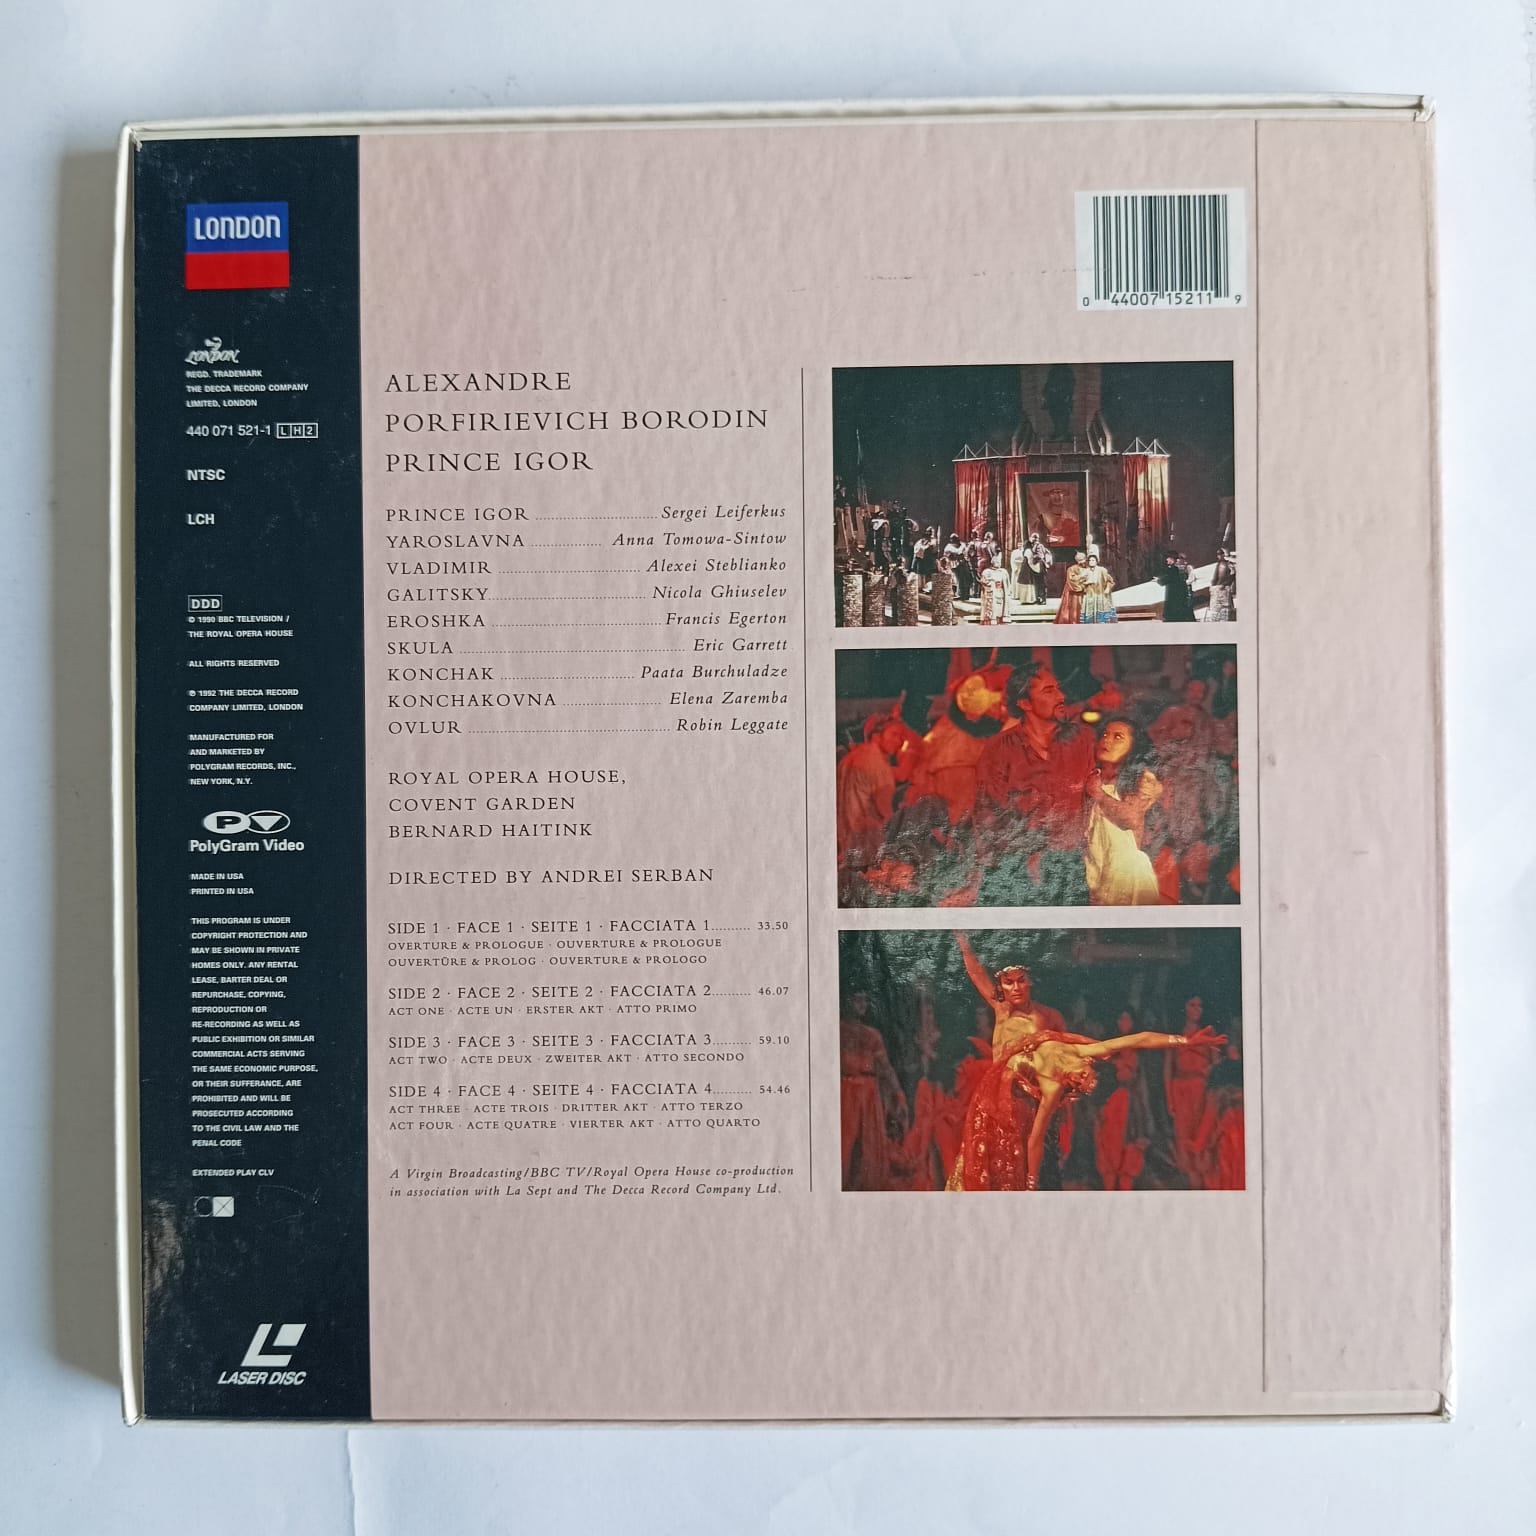 LONDON
LONDON
REGD. TRADEMARK
THE DECCA RECORD COMPANY
LIMITED, LONDON
440 071 521-1 LH2
NTSC
LCH
DDD
© 1990 BBC TELEVISION /
THE ROYAL OPERA HOUSE
ALL RIGHTS RESERVED
℗ 1992 THE DECCA RECORD
COMPANY LIMITED, LONDON
MANUFACTURED FOR
AND MARKETED BY
POLYGRAM RECORDS, INC.,
NEW YORK, N.Y.
P
PolyGram Video
MADE IN USA
PRINTED IN USA
THIS PROGRAM IS UNDER
COPYRIGHT PROTECTION AND
MAY BE SHOWN IN PRIVATE
HOMES ONLY. ANY RENTAL
LEASE, BARTER DEAL OR
REPURCHASE, COPYING,
REPRODUCTION OR
RE-RECORDING AS WELL AS
PUBLIC EXHIBITION OR SIMILAR
COMMERCIAL ACTS SERVING
THE SAME ECONOMIC PURPOSE,
OR THEIR SUFFERANCE, ARE
PROHIBITED AND WILL BE
PROSECUTED ACCORDING
TO THE CIVIL LAW AND THE
PENAL CODE
EXTENDED PLAY CLV
CX
LASER DISC
0 44007 15211 9
ALEXANDRE
PORFIRIEVICH BORODIN
PRINCE IGOR
PRINCE IGOR ........ Sergei Leiferkus
YAROSLAVNA ........ Anna Tomowa-Sintow
VLADIMIR ........ Alexei Steblianko
GALITSKY ........ Nicola Ghiuselev
EROSHKA ........ Francis Egerton
SKULA ........ Eric Garrett
KONCHAK ........ Paata Burchuladze
KONCHAKOVNA ........ Elena Zaremba
OVLUR ........ Robin Leggate
ROYAL OPERA HOUSE,
COVENT GARDEN
BERNARD HAITINK
DIRECTED BY ANDREI SERBAN
SIDE 1 · FACE 1 · SEITE 1 · FACCIATA 1 ........ 33.50
OVERTURE & PROLOGUE · OUVERTURE & PROLOGUE
OUVERTÜRE & PROLOG · OUVERTURE & PROLOGO
SIDE 2 · FACE 2 · SEITE 2 · FACCIATA 2 ........ 46.07
ACT ONE · ACTE UN · ERSTER AKT · ATTO PRIMO
SIDE 3 · FACE 3 · SEITE 3 · FACCIATA 3 ........ 59.10
ACT TWO · ACTE DEUX · ZWEITER AKT · ATTO SECONDO
SIDE 4 · FACE 4 · SEITE 4 · FACCIATA 4 ........ 54.46
ACT THREE · ACTE TROIS · DRITTER AKT · ATTO TERZO
ACT FOUR · ACTE QUATRE · VIERTER AKT · ATTO QUARTO
A Virgin Broadcasting/BBC TV/Royal Opera House co-production
in association with La Sept and The Decca Record Company Ltd.